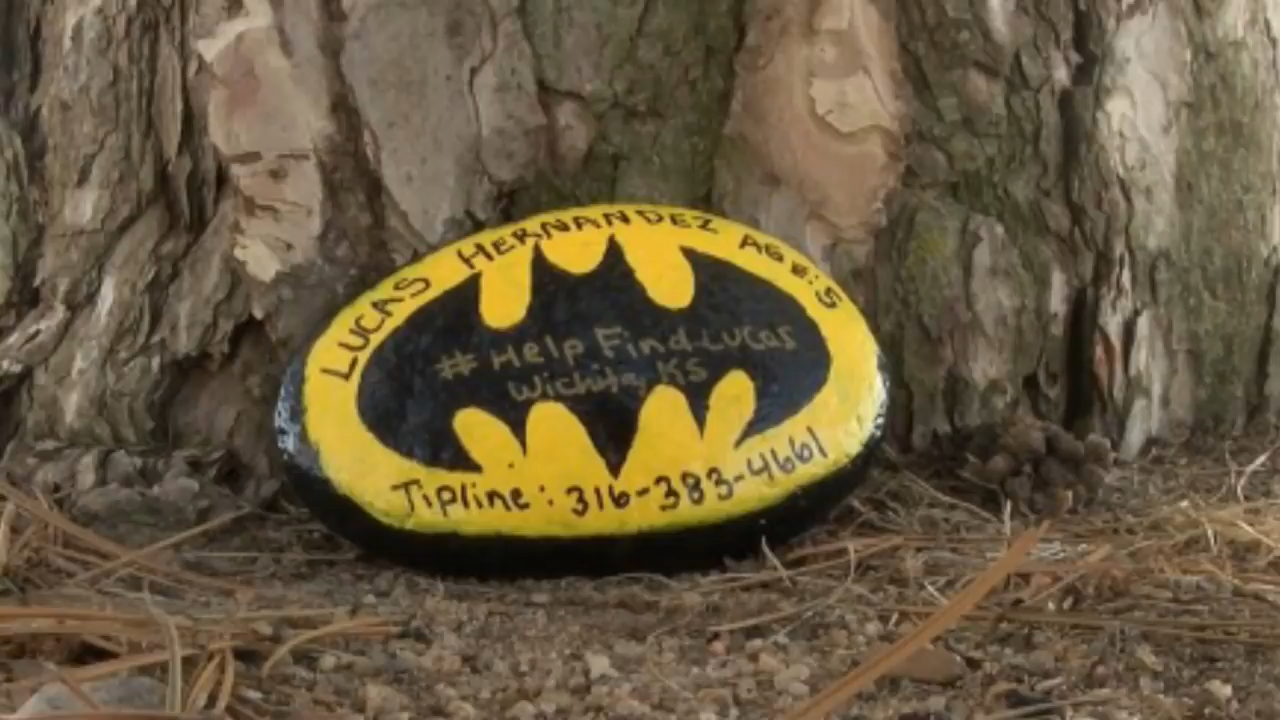 LUCAS HERNANDEZ AGE:5
# Help Find Lucas
Wichita, KS
Tipline: 316-383-4661